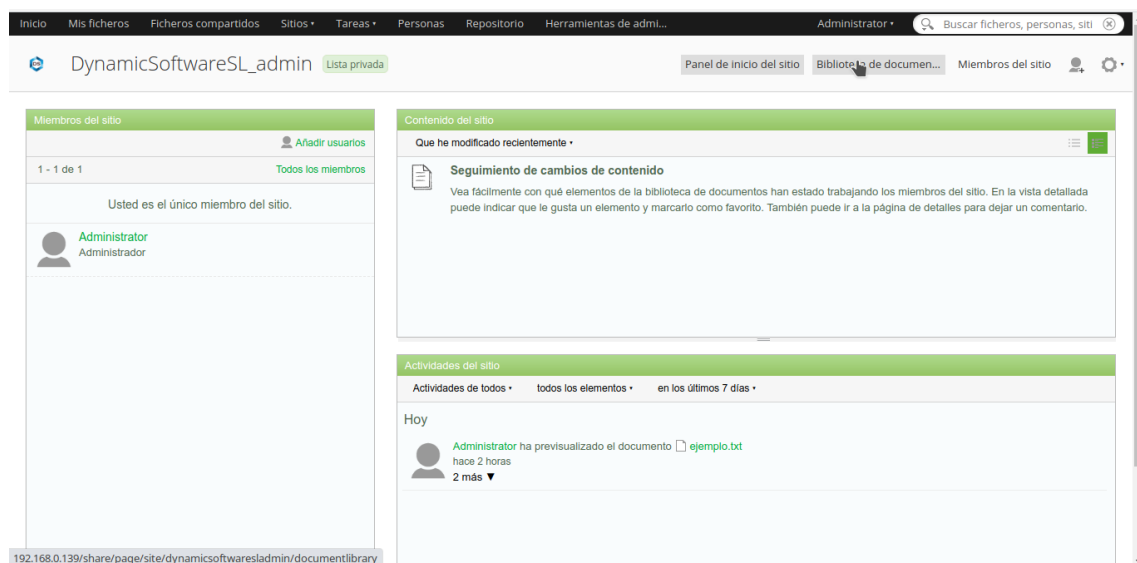 Inicio Mis ficheros Ficheros compartidos Sitios Tareas Personas Repositorio Herramientas de admi... Administrator Buscar ficheros, personas, siti
DynamicSoftwareSL_admin Lista privada Panel de inicio del sitio Biblioteca de documen... Miembros del sitio
Miembros del sitio
Añadir usuarios
1 - 1 de 1 Todos los miembros
Usted es el único miembro del sitio.
Administrator
Administrador
Contenido del sitio
Que he modificado recientemente
Seguimiento de cambios de contenido
Vea fácilmente con qué elementos de la biblioteca de documentos han estado trabajando los miembros del sitio. En la vista detallada
puede indicar que le gusta un elemento y marcarlo como favorito. También puede ir a la página de detalles para dejar un comentario.
Actividades del sitio
Actividades de todos todos los elementos en los últimos 7 días
Hoy
Administrator ha previsualizado el documento ejemplo.txt
hace 2 horas
2 más ▼
192.168.0.139/share/page/site/dynamicsoftwaresladmin/documentlibrary